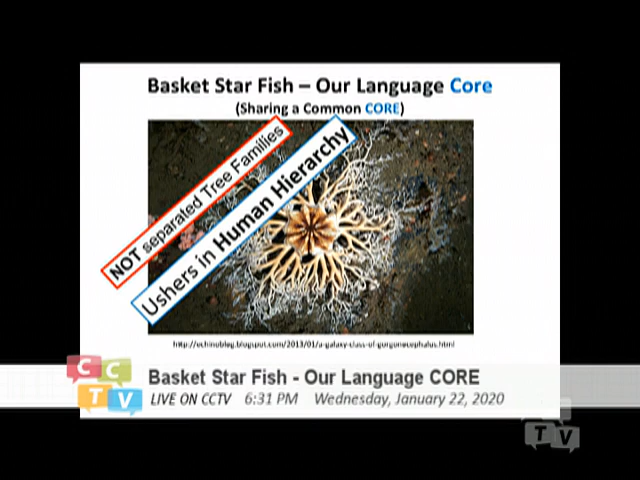 Basket Star Fish – Our Language Core
(Sharing a Common CORE)
NOT separated Tree Families
Ushers in Human Hierarchy
http://echinoblog.blogspot.com/2013/01/a-galaxy-class-of-gorgonocephalus.html
CC
TV
Basket Star Fish - Our Language CORE
LIVE ON CCTV 6:31 PM Wednesday, January 22, 2020
TV